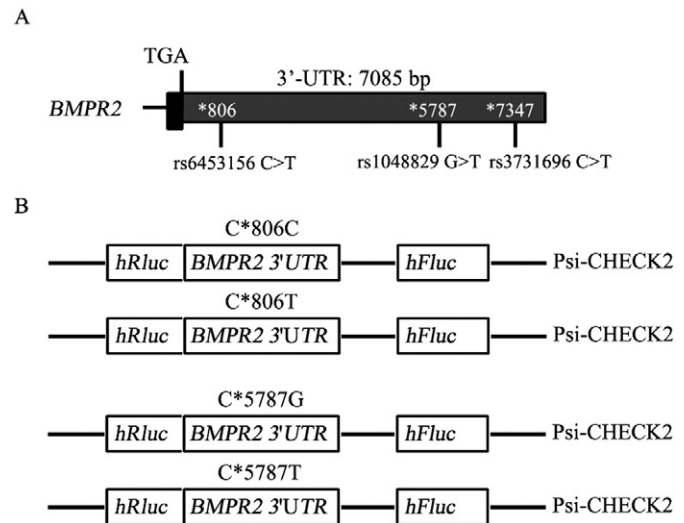 A
TGA
3’-UTR: 7085 bp
BMPR2
*806 *5787 *7347
rs6453156 C>T rs1048829 G>T rs3731696 C>T
B
C*806C
hRluc BMPR2 3'UTR hFluc Psi-CHECK2
C*806T
hRluc BMPR2 3'UTR hFluc Psi-CHECK2
C*5787G
hRluc BMPR2 3'UTR hFluc Psi-CHECK2
C*5787T
hRluc BMPR2 3'UTR hFluc Psi-CHECK2